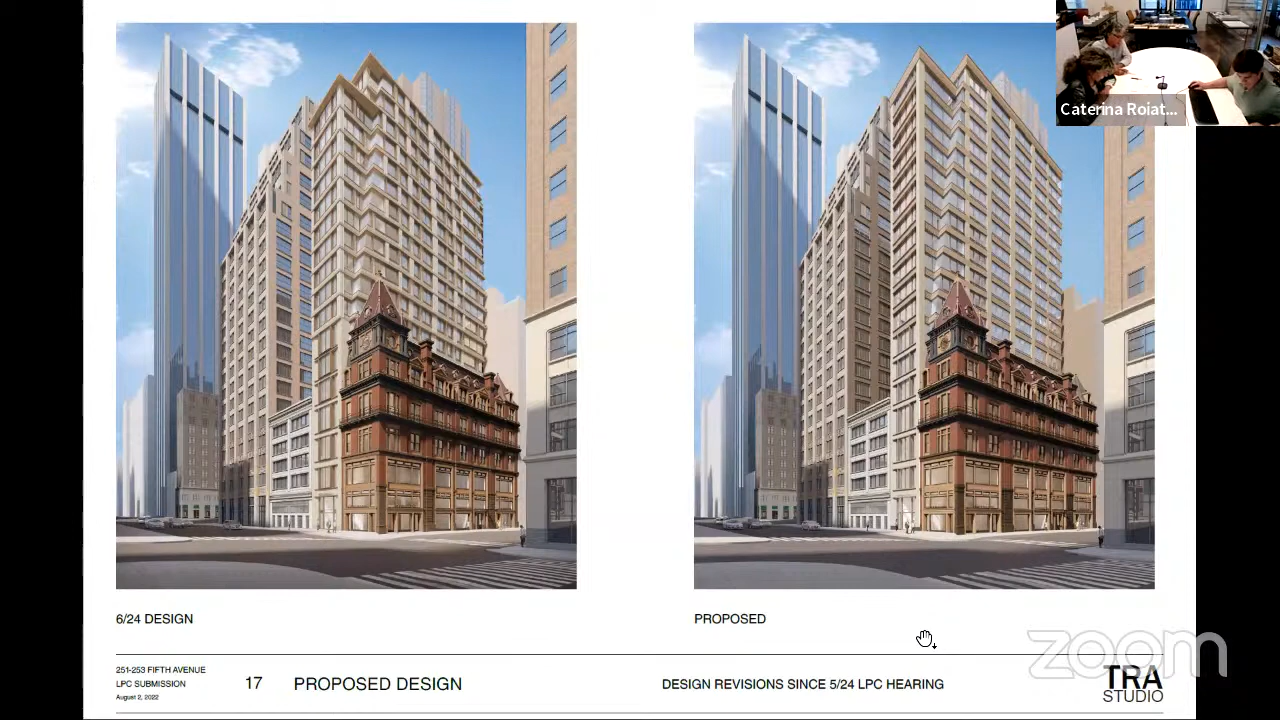 Caterina Roiat...
6/24 DESIGN
PROPOSED
251-253 FIFTH AVENUE
LPC SUBMISSION
August 2, 2022
17
PROPOSED DESIGN
DESIGN REVISIONS SINCE 5/24 LPC HEARING
TRA
STUDIO
zoom